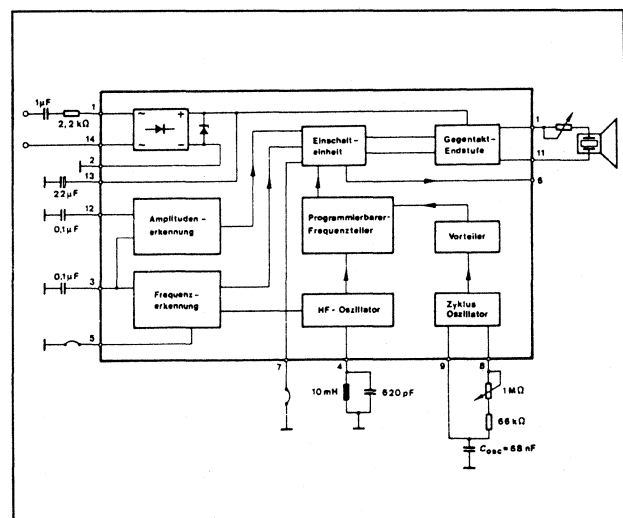 1µF
2,2 kΩ
1
14
2
13
22µF
12
0,1µF
3
0,1µF
5
~
+
~
−
Einschalt-
einheit
Gegentakt-
Endstufe
1
11
6
Amplituden-
erkennung
Programmierbarer-
Frequenzteiler
Vorteiler
Frequenz-
erkennung
HF-Oszillator
Zyklus
Oszillator
7
4
9
8
10mH
620pF
1MΩ
66kΩ
Cosc=68 nF